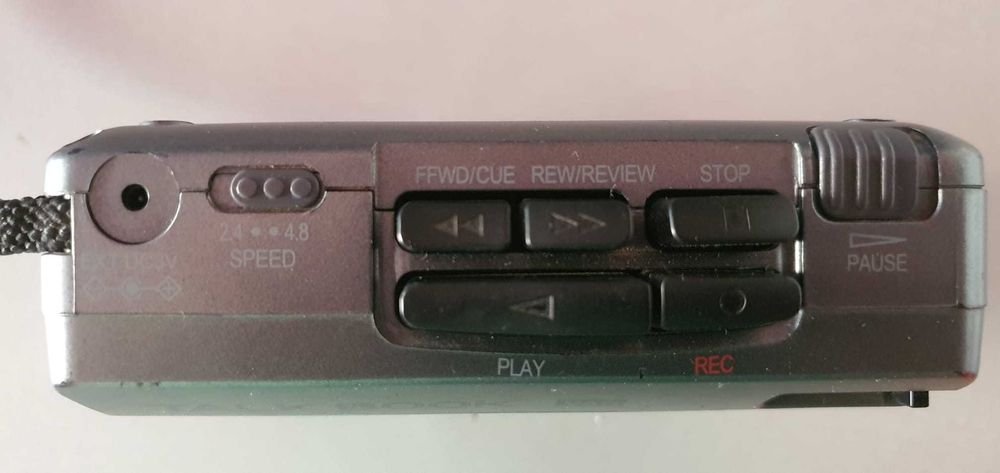 FFWD/CUE REW/REVIEW STOP
2.4 •• 4.8
SPEED
PAUSE
PLAY REC